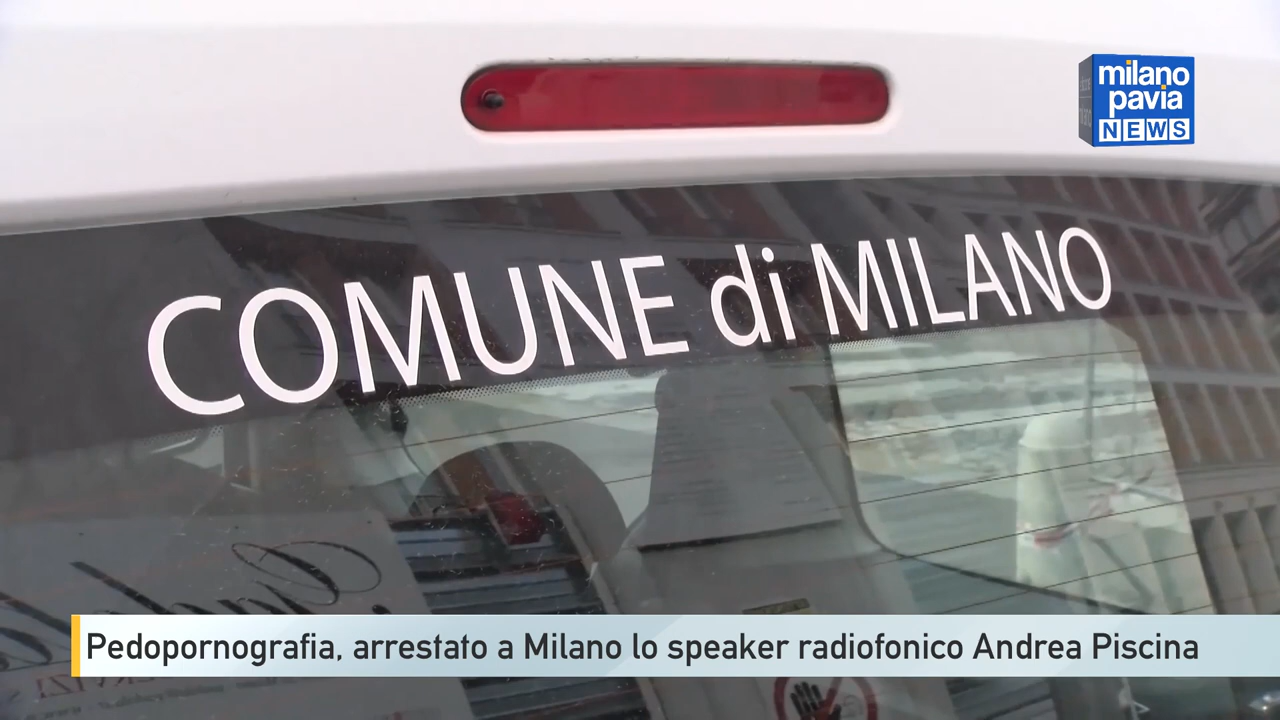 milano
pavia
NEWS
COMUNE di MILANO
Pedopornografia, arrestato a Milano lo speaker radiofonico Andrea Piscina